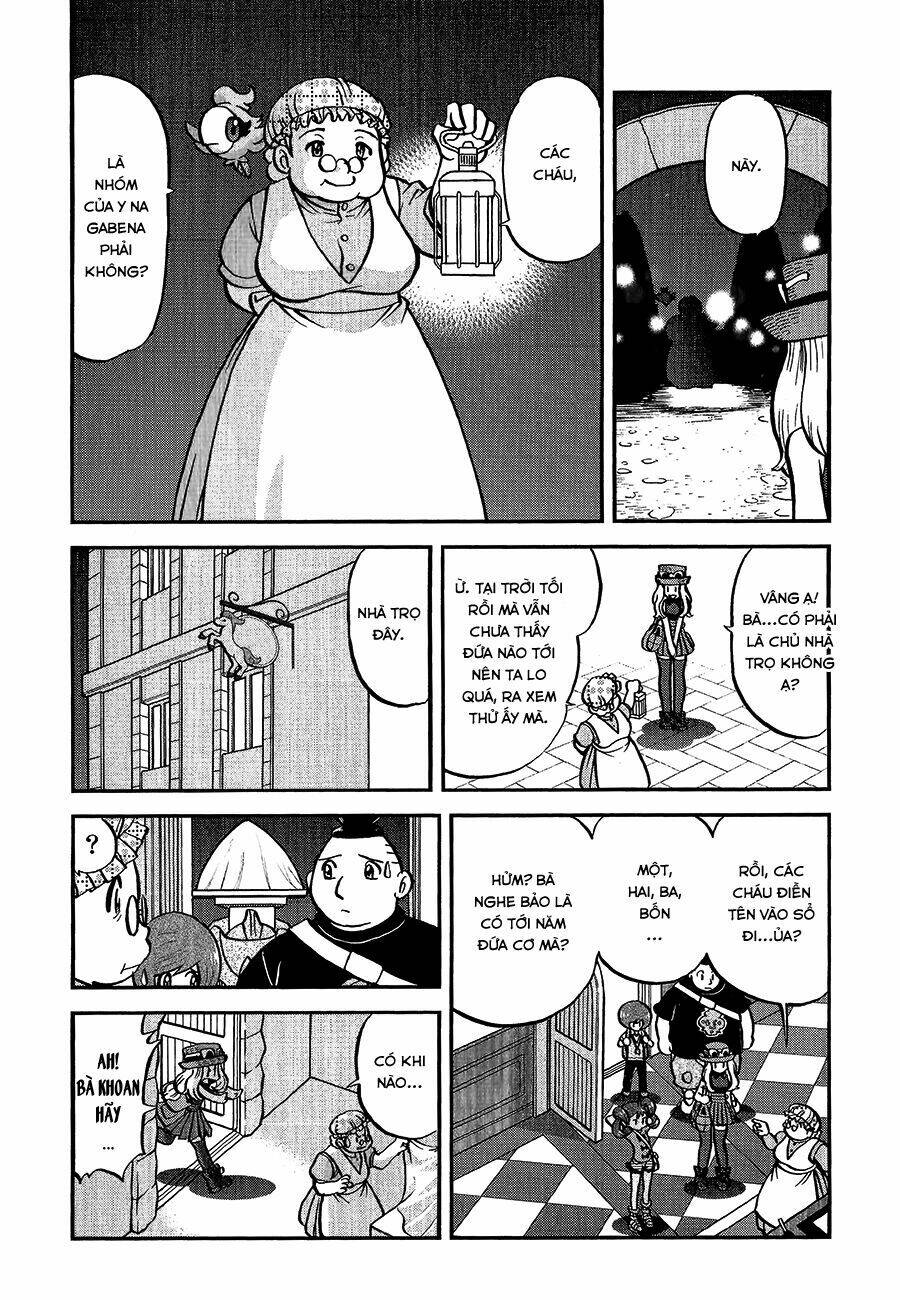 NÀY.
CÁC
CHÁU,
LÀ
NHÓM
CỦA Y NA
GABENA
PHẢI
KHÔNG?
VÂNG Ạ!
BÀ...CÓ PHẢI
LÀ CHỦ NHÀ
TRỌ KHÔNG
Ạ?
Ừ. TẠI TRỜI TỐI
RỒI MÀ VẪN
CHƯA THẤY
ĐỨA NÀO TỚI
NÊN TA LO
QUÁ, RA XEM
THỬ ẤY MÀ.
NHÀ TRỌ
ĐÂY.
RỒI, CÁC
CHÁU ĐIỀN
TÊN VÀO SỔ
ĐI...ỦA?
MỘT,
HAI, BA,
BỐN
...
HỬM? BÀ
NGHE BẢO LÀ
CÓ TỚI NĂM
ĐỨA CƠ MÀ?
?
CÓ KHI
NÀO...
AH!
BÀ KHOAN
HÃY
...